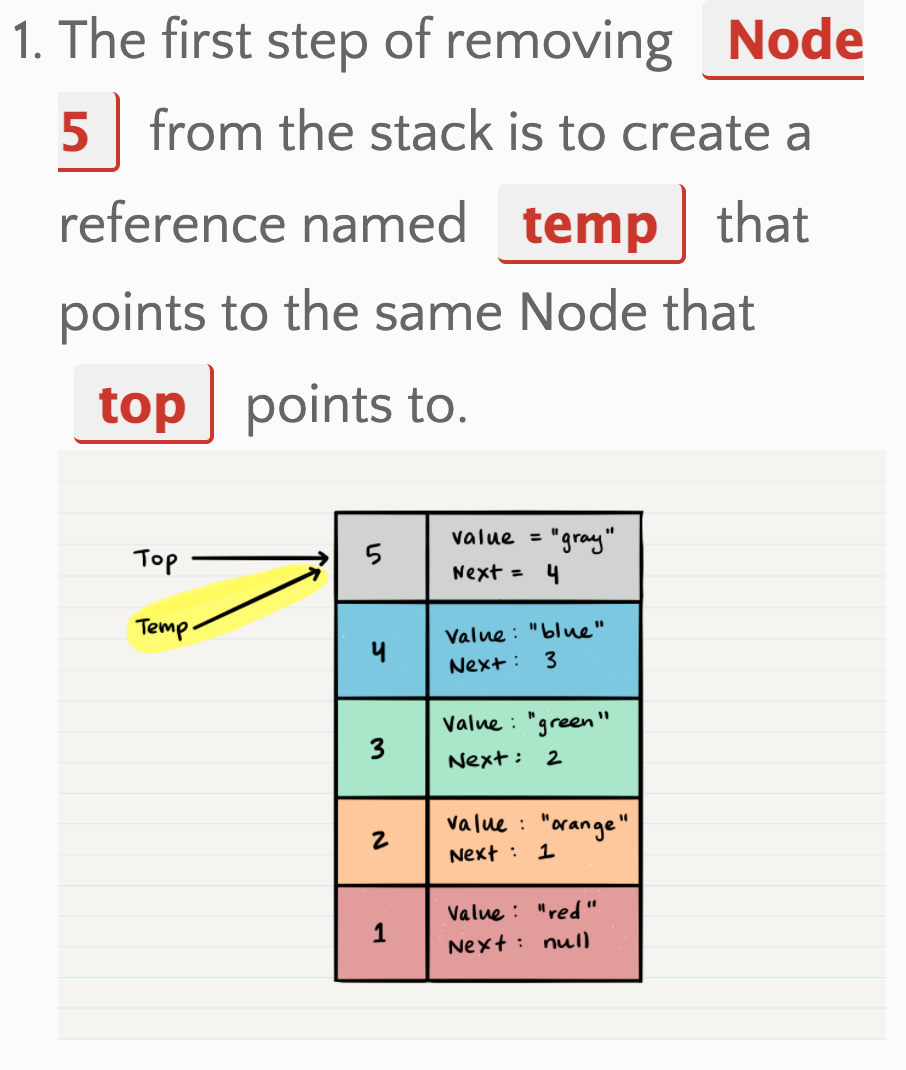 1. The first step of removing Node
5 from the stack is to create a
reference named temp that
points to the same Node that
top points to.
Top
Temp
5
value = "gray"
Next = 4
4
Value : "blue"
Next : 3
3
Value : "green"
Next : 2
2
Value : "orange"
Next : 1
1
Value : "red"
Next : null